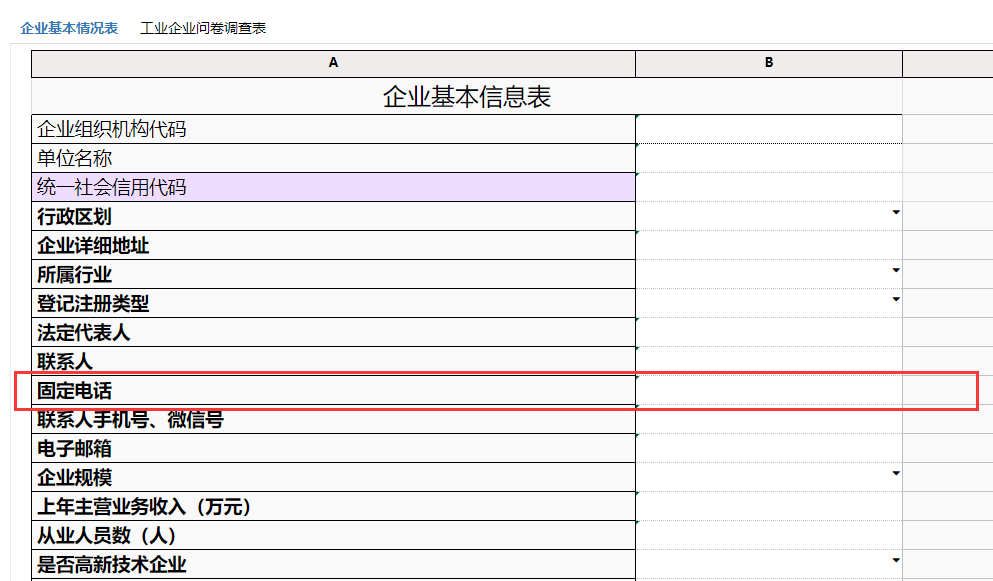 企业基本情况表 工业企业问卷调查表
A B
企业基本信息表
企业组织机构代码
单位名称
统一社会信用代码
行政区划
企业详细地址
所属行业
登记注册类型
法定代表人
联系人
固定电话
联系人手机号、微信号
电子邮箱
企业规模
上年主营业务收入（万元）
从业人员数（人）
是否高新技术企业